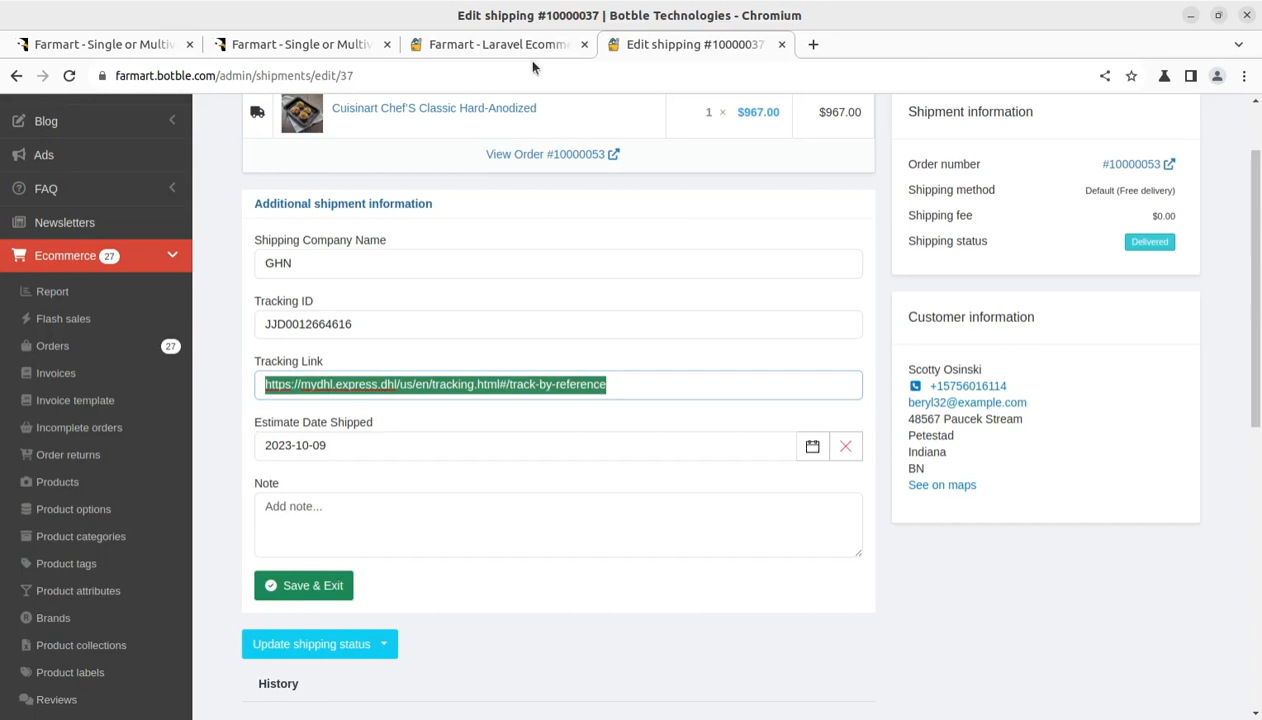 Edit shipping #10000037 | Botble Technologies - Chromium
Farmart - Single or Multiv
Farmart - Single or Multiv
Farmart - Laravel Ecomme
Edit shipping #10000037
farmart.botble.com/admin/shipments/edit/37
Blog
Ads
FAQ
Newsletters
Ecommerce 27
Report
Flash sales
Orders 27
Invoices
Invoice template
Incomplete orders
Order returns
Products
Product options
Product categories
Product tags
Product attributes
Brands
Product collections
Product labels
Reviews
Cuisinart Chef'S Classic Hard-Anodized
1 × $967.00
$967.00
View Order #10000053
Additional shipment information
Shipping Company Name
GHN
Tracking ID
JJD0012664616
Tracking Link
https://mydhl.express.dhl/us/en/tracking.html#/track-by-reference
Estimate Date Shipped
2023-10-09
Note
Add note...
Save & Exit
Update shipping status
History
Shipment information
Order number #10000053
Shipping method Default (Free delivery)
Shipping fee $0.00
Shipping status Delivered
Customer information
Scotty Osinski
+15756016114
beryl32@example.com
48567 Paucek Stream
Petestad
Indiana
BN
See on maps